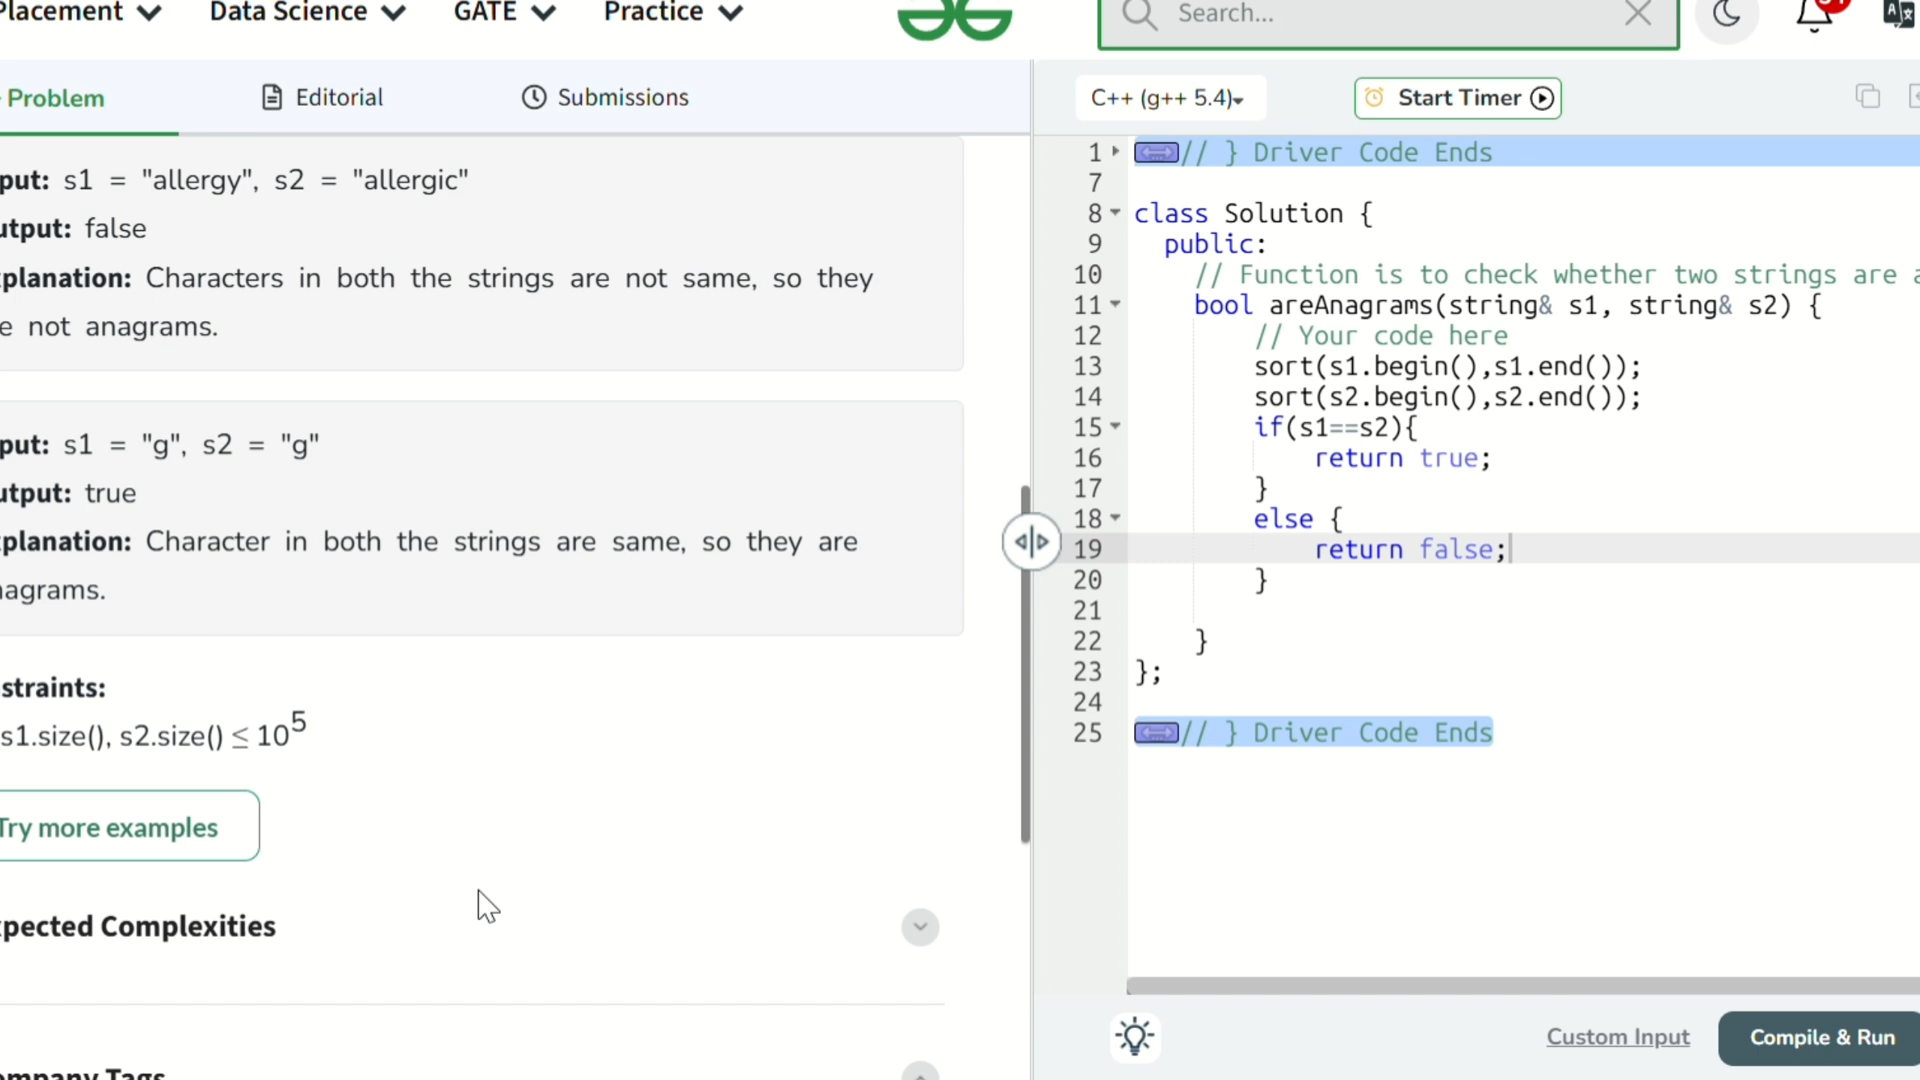 Placement Data Science GATE Practice
Search...
Problem Editorial Submissions
put: s1 = "allergy", s2 = "allergic"
utput: false
planation: Characters in both the strings are not same, so they
e not anagrams.
put: s1 = "g", s2 = "g"
utput: true
planation: Character in both the strings are same, so they are
agrams.
straints:
s1.size(), s2.size() ≤ 10^5
Try more examples
pected Complexities
ompany Tags
C++ (g++ 5.4) Start Timer
1 // } Driver Code Ends
7
8 class Solution {
9 public:
10 // Function is to check whether two strings are a
11 bool areAnagrams(string& s1, string& s2) {
12 // Your code here
13 sort(s1.begin(),s1.end());
14 sort(s2.begin(),s2.end());
15 if(s1==s2){
16 return true;
17 }
18 else {
19 return false;
20 }
21
22 }
23 };
24
25 // } Driver Code Ends
Custom Input Compile & Run